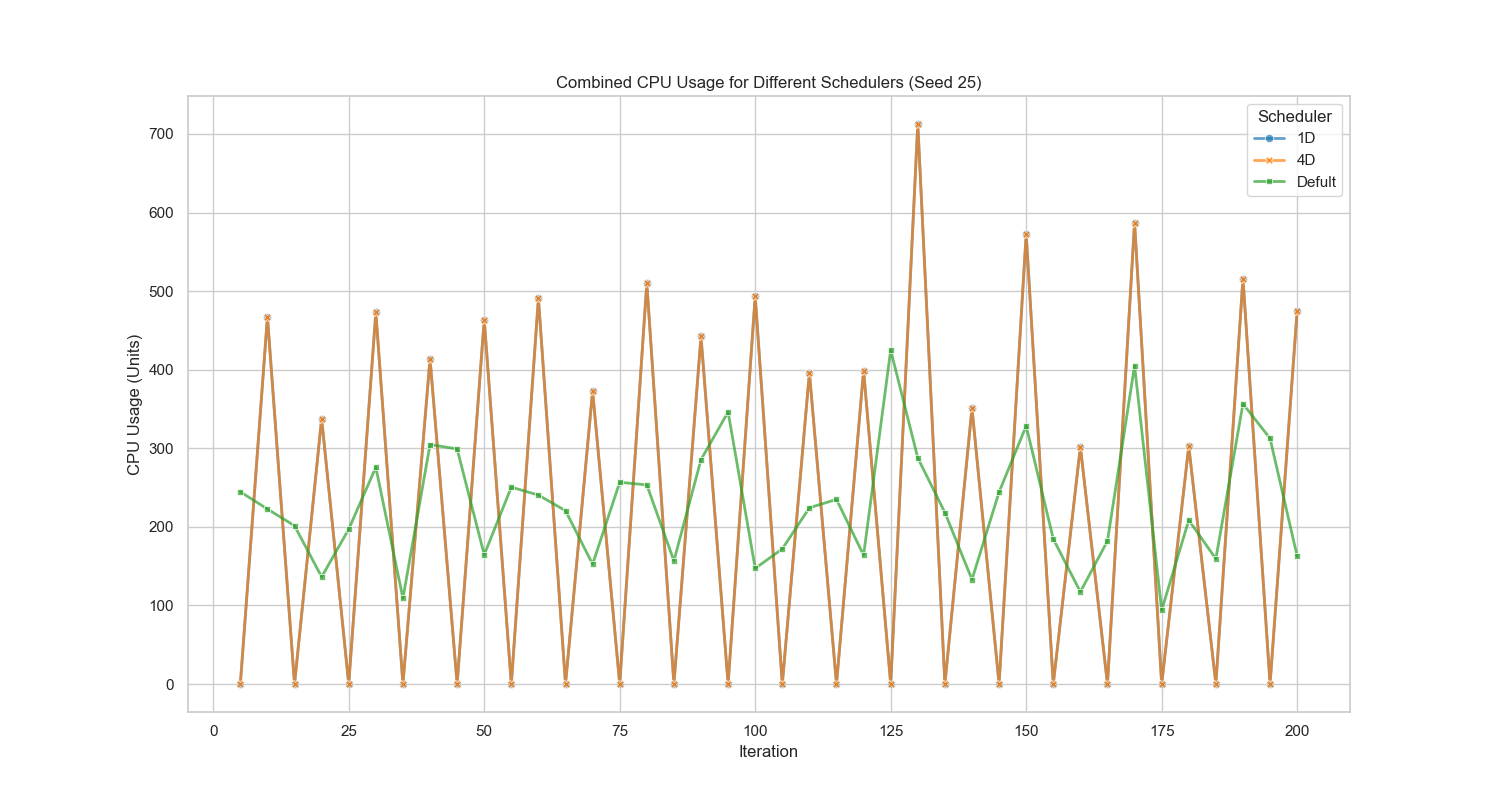 Combined CPU Usage for Different Schedulers (Seed 25)
Scheduler
1D
4D
Defult
CPU Usage (Units)
700
600
500
400
300
200
100
0
0 25 50 75 100 125 150 175 200
Iteration